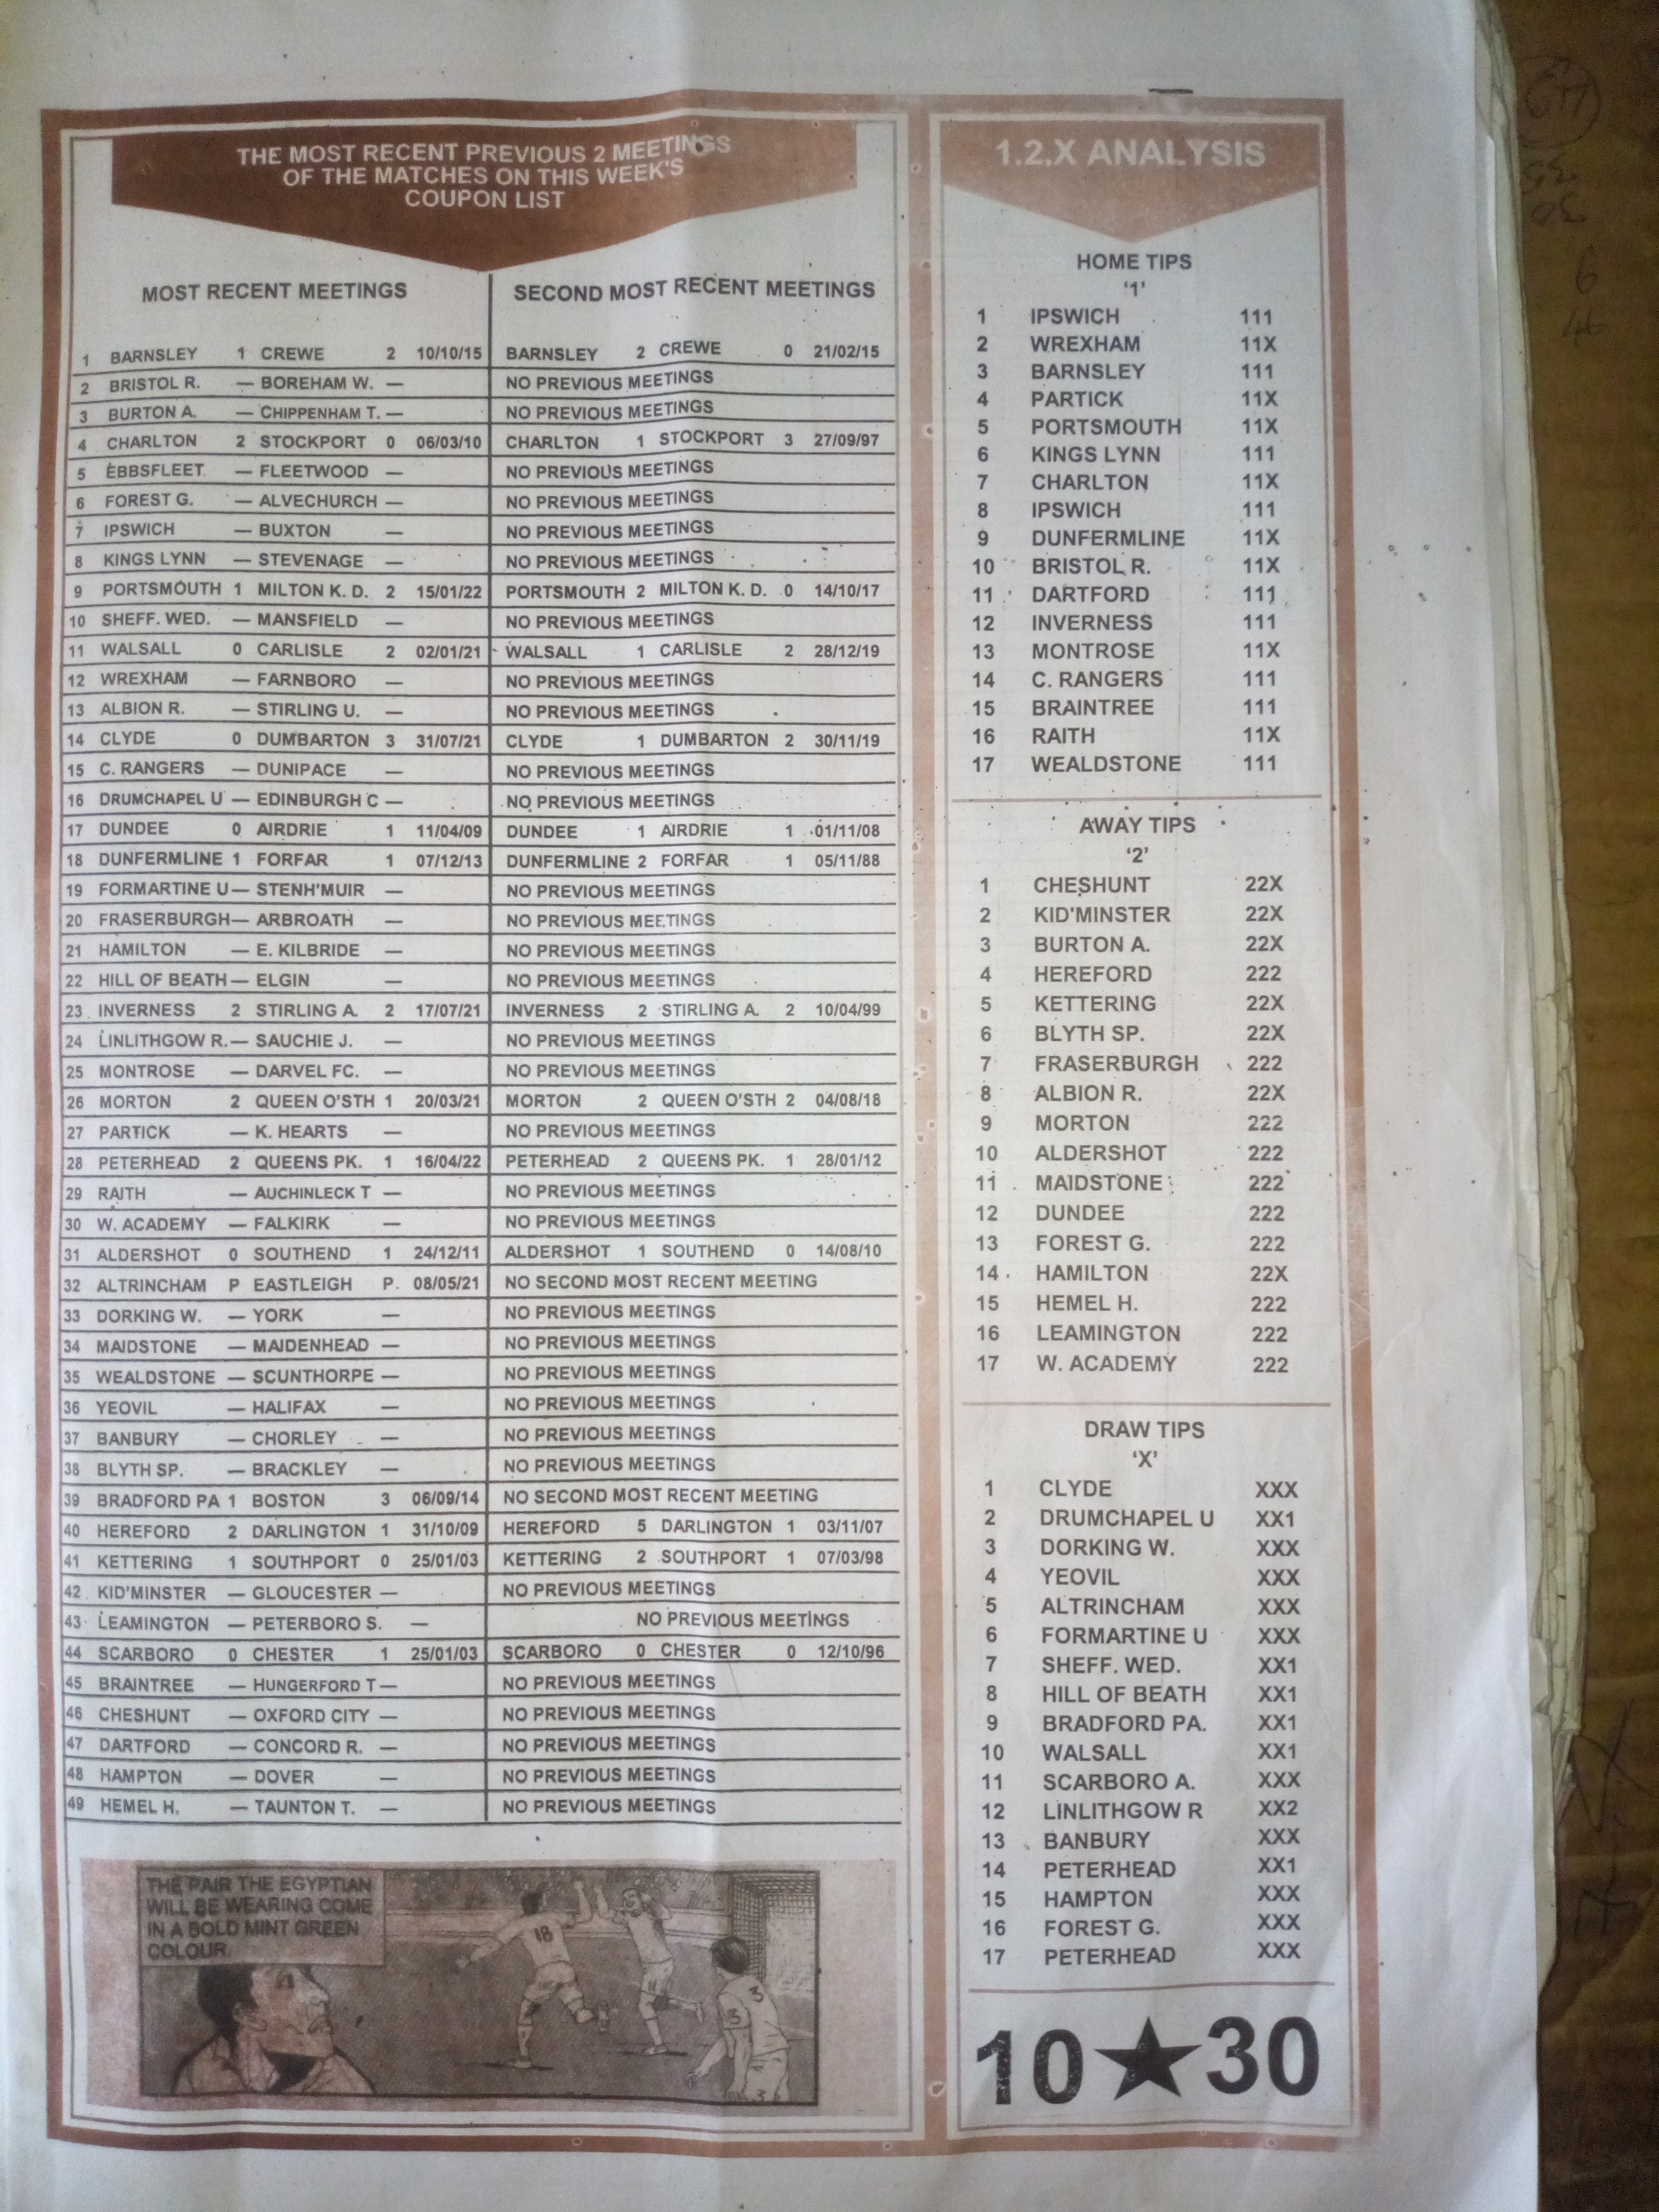 THE MOST RECENT PREVIOUS 2 MEETINGS
OF THE MATCHES ON THIS WEEK'S
COUPON LIST
MOST RECENT MEETINGS SECOND MOST RECENT MEETINGS
1 BARNSLEY 1 CREWE 2 10/10/15 BARNSLEY 2 CREWE 0 21/02/15
2 BRISTOL R. — BOREHAM W. — NO PREVIOUS MEETINGS
3 BURTON A. — CHIPPENHAM T. — NO PREVIOUS MEETINGS
4 CHARLTON 2 STOCKPORT 0 06/03/10 CHARLTON 1 STOCKPORT 3 27/09/97
5 EBBSFLEET. — FLEETWOOD — NO PREVIOUS MEETINGS
6 FOREST G. — ALVECHURCH — NO PREVIOUS MEETINGS
7 IPSWICH — BUXTON — NO PREVIOUS MEETINGS
8 KINGS LYNN — STEVENAGE — NO PREVIOUS MEETINGS
9 PORTSMOUTH 1 MILTON K. D. 2 15/01/22 PORTSMOUTH 2 MILTON K. D. 0 14/10/17
10 SHEFF. WED. — MANSFIELD — NO PREVIOUS MEETINGS
11 WALSALL 0 CARLISLE 2 02/01/21 WALSALL 1 CARLISLE 2 28/12/19
12 WREXHAM — FARNBORO — NO PREVIOUS MEETINGS
13 ALBION R. — STIRLING U. — NO PREVIOUS MEETINGS
14 CLYDE 0 DUMBARTON 3 31/07/21 CLYDE 1 DUMBARTON 2 30/11/19
15 C. RANGERS — DUNIPACE — NO PREVIOUS MEETINGS
16 DRUMCHAPEL U — EDINBURGH C — NO PREVIOUS MEETINGS
17 DUNDEE 0 AIRDRIE 1 11/04/09 DUNDEE 1 AIRDRIE 1 01/11/08
18 DUNFERMLINE 1 FORFAR 1 07/12/13 DUNFERMLINE 2 FORFAR 1 05/11/88
19 FORMARTINE U — STENH'MUIR — NO PREVIOUS MEETINGS
20 FRASERBURGH — ARBROATH — NO PREVIOUS MEETINGS
21 HAMILTON — E. KILBRIDE — NO PREVIOUS MEETINGS
22 HILL OF BEATH — ELGIN — NO PREVIOUS MEETINGS
23 INVERNESS 2 STIRLING A. 2 17/07/21 INVERNESS 2 STIRLING A. 2 10/04/99
24 LINLITHGOW R. — SAUCHIE J. — NO PREVIOUS MEETINGS
25 MONTROSE — DARVEL FC. — NO PREVIOUS MEETINGS
26 MORTON 2 QUEEN O'STH 1 20/03/21 MORTON 2 QUEEN O'STH 2 04/08/18
27 PARTICK — K. HEARTS — NO PREVIOUS MEETINGS
28 PETERHEAD 2 QUEENS PK. 1 16/04/22 PETERHEAD 2 QUEENS PK. 1 28/01/12
29 RAITH — AUCHINLECK T — NO PREVIOUS MEETINGS
30 W. ACADEMY — FALKIRK — NO PREVIOUS MEETINGS
31 ALDERSHOT 0 SOUTHEND 1 24/12/11 ALDERSHOT 1 SOUTHEND 0 14/08/10
32 ALTRINCHAM P EASTLEIGH P. 08/05/21 NO SECOND MOST RECENT MEETING
33 DORKING W. — YORK — NO PREVIOUS MEETINGS
34 MAIDSTONE — MAIDENHEAD — NO PREVIOUS MEETINGS
35 WEALDSTONE — SCUNTHORPE — NO PREVIOUS MEETINGS
36 YEOVIL — HALIFAX — NO PREVIOUS MEETINGS
37 BANBURY — CHORLEY — NO PREVIOUS MEETINGS
38 BLYTH SP. — BRACKLEY — NO PREVIOUS MEETINGS
39 BRADFORD PA 1 BOSTON 3 06/09/14 NO SECOND MOST RECENT MEETING
40 HEREFORD 2 DARLINGTON 1 31/10/09 HEREFORD 5 DARLINGTON 1 03/11/07
41 KETTERING 1 SOUTHPORT 0 25/01/03 KETTERING 2 SOUTHPORT 1 07/03/98
42 KID'MINSTER — GLOUCESTER — NO PREVIOUS MEETINGS
43 LEAMINGTON — PETERBORO S. — NO PREVIOUS MEETINGS
44 SCARBORO 0 CHESTER 1 25/01/03 SCARBORO 0 CHESTER 0 12/10/96
45 BRAINTREE — HUNGERFORD T — NO PREVIOUS MEETINGS
46 CHESHUNT — OXFORD CITY — NO PREVIOUS MEETINGS
47 DARTFORD — CONCORD R. — NO PREVIOUS MEETINGS
48 HAMPTON — DOVER — NO PREVIOUS MEETINGS
49 HEMEL H. — TAUNTON T. — NO PREVIOUS MEETINGS
THE PAIR THE EGYPTIAN
WILL BE WEARING COME
IN A BOLD MINT GREEN
COLOUR.
18
11
3
3
3
1.2.X ANALYSIS
HOME TIPS
'1'
1 IPSWICH 111
2 WREXHAM 11X
3 BARNSLEY 111
4 PARTICK 11X
5 PORTSMOUTH 11X
6 KINGS LYNN 111
7 CHARLTON 11X
8 IPSWICH 111
9 DUNFERMLINE 11X
10 BRISTOL R. 11X
11 DARTFORD 111
12 INVERNESS 111
13 MONTROSE 11X
14 C. RANGERS 111
15 BRAINTREE 111
16 RAITH 11X
17 WEALDSTONE 111
AWAY TIPS
'2'
1 CHESHUNT 22X
2 KID'MINSTER 22X
3 BURTON A. 22X
4 HEREFORD 222
5 KETTERING 22X
6 BLYTH SP. 22X
7 FRASERBURGH 222
8 ALBION R. 22X
9 MORTON 222
10 ALDERSHOT 222
11 MAIDSTONE 222
12 DUNDEE 222
13 FOREST G. 222
14 HAMILTON 22X
15 HEMEL H. 222
16 LEAMINGTON 222
17 W. ACADEMY 222
DRAW TIPS
'X'
1 CLYDE XXX
2 DRUMCHAPEL U XX1
3 DORKING W. XXX
4 YEOVIL XXX
5 ALTRINCHAM XXX
6 FORMARTINE U XXX
7 SHEFF. WED. XX1
8 HILL OF BEATH XX1
9 BRADFORD PA. XX1
10 WALSALL XX1
11 SCARBORO A. XXX
12 LINLITHGOW R XX2
13 BANBURY XXX
14 PETERHEAD XX1
15 HAMPTON XXX
16 FOREST G. XXX
17 PETERHEAD XXX
10★30